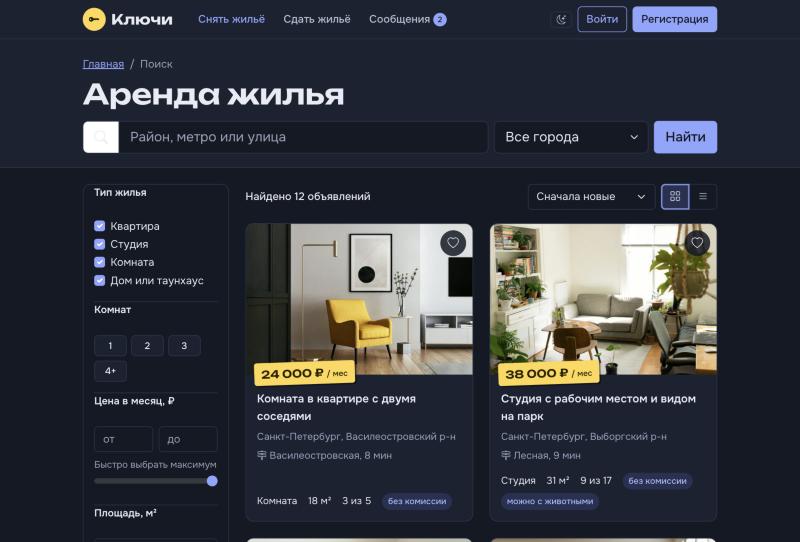 Ключи
Снять жильё
Сдать жильё
Сообщения 2
Войти
Регистрация
Главная / Поиск
Аренда жилья
Район, метро или улица
Все города
Найти
Тип жилья
Квартира
Студия
Комната
Дом или таунхаус
Комнат
1
2
3
4+
Цена в месяц, ₽
от
до
Быстро выбрать максимум
Площадь, м²
Найдено 12 объявлений
Сначала новые
24 000 ₽ / мес
Комната в квартире с двумя
соседями
Санкт-Петербург, Василеостровский р-н
Василеостровская, 8 мин
Комната 18 м² 3 из 5 без комиссии
38 000 ₽ / мес
Студия с рабочим местом и видом
на парк
Санкт-Петербург, Выборгский р-н
Лесная, 9 мин
Студия 31 м² 9 из 17 без комиссии
можно с животными